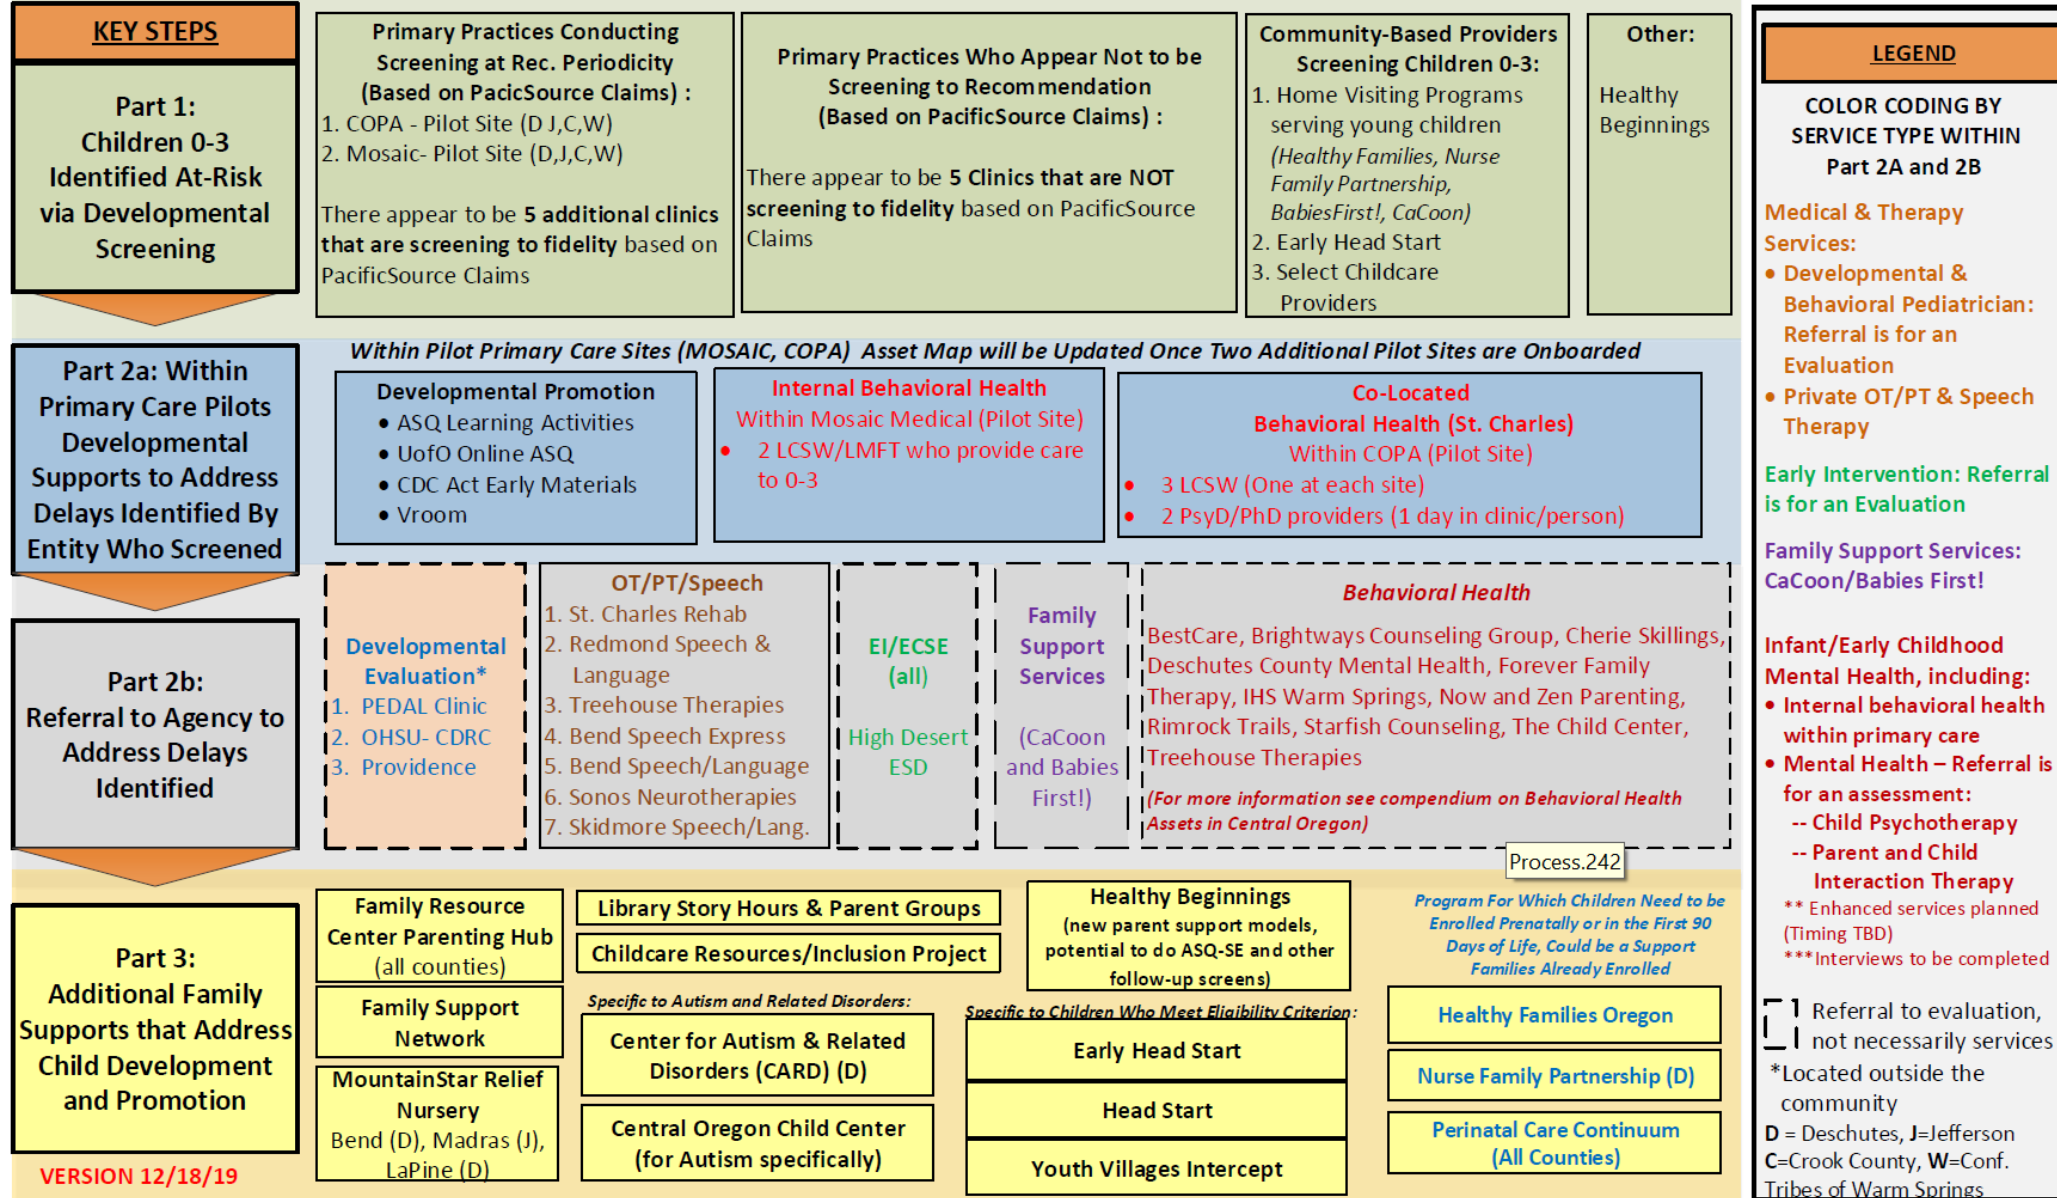 KEY STEPS
Part 1:
Children 0-3
Identified At-Risk
via Developmental
Screening
Primary Practices Conducting
Screening at Rec. Periodicity
(Based on PacicSource Claims) :
1. COPA - Pilot Site (D J,C,W)
2. Mosaic- Pilot Site (D,J,C,W)
There appear to be 5 additional clinics
that are screening to fidelity based on
PacificSource Claims
Primary Practices Who Appear Not to be
Screening to Recommendation
(Based on PacificSource Claims) :
There appear to be 5 Clinics that are NOT
screening to fidelity based on PacificSource
Claims
Community-Based Providers
Screening Children 0-3:
1. Home Visiting Programs
serving young children
(Healthy Families, Nurse
Family Partnership,
BabiesFirst!, CaCoon)
2. Early Head Start
3. Select Childcare
Providers
Other:
Healthy
Beginnings
Part 2a: Within
Primary Care Pilots
Developmental
Supports to Address
Delays Identified By
Entity Who Screened
Within Pilot Primary Care Sites (MOSAIC, COPA) Asset Map will be Updated Once Two Additional Pilot Sites are Onboarded
Developmental Promotion
• ASQ Learning Activities
• UofO Online ASQ
• CDC Act Early Materials
• Vroom
Internal Behavioral Health
Within Mosaic Medical (Pilot Site)
• 2 LCSW/LMFT who provide care
to 0-3
Co-Located
Behavioral Health (St. Charles)
Within COPA (Pilot Site)
• 3 LCSW (One at each site)
• 2 PsyD/PhD providers (1 day in clinic/person)
Part 2b:
Referral to Agency to
Address Delays
Identified
Developmental
Evaluation*
1. PEDAL Clinic
2. OHSU- CDRC
3. Providence
OT/PT/Speech
1. St. Charles Rehab
2. Redmond Speech &
Language
3. Treehouse Therapies
4. Bend Speech Express
5. Bend Speech/Language
6. Sonos Neurotherapies
7. Skidmore Speech/Lang.
EI/ECSE
(all)
High Desert
ESD
Family
Support
Services
(CaCoon
and Babies
First!)
Behavioral Health
BestCare, Brightways Counseling Group, Cherie Skillings,
Deschutes County Mental Health, Forever Family
Therapy, IHS Warm Springs, Now and Zen Parenting,
Rimrock Trails, Starfish Counseling, The Child Center,
Treehouse Therapies
(For more information see compendium on Behavioral Health
Assets in Central Oregon)
Process.242
Part 3:
Additional Family
Supports that Address
Child Development
and Promotion
VERSION 12/18/19
Family Resource
Center Parenting Hub
(all counties)
Family Support
Network
MountainStar Relief
Nursery
Bend (D), Madras (J),
LaPine (D)
Library Story Hours & Parent Groups
Childcare Resources/Inclusion Project
Specific to Autism and Related Disorders:
Center for Autism & Related
Disorders (CARD) (D)
Central Oregon Child Center
(for Autism specifically)
Healthy Beginnings
(new parent support models,
potential to do ASQ-SE and other
follow-up screens)
Specific to Children Who Meet Eligibility Criterion:
Early Head Start
Head Start
Youth Villages Intercept
Program For Which Children Need to be
Enrolled Prenatally or in the First 90
Days of Life, Could be a Support
Families Already Enrolled
Healthy Families Oregon
Nurse Family Partnership (D)
Perinatal Care Continuum
(All Counties)
LEGEND
COLOR CODING BY
SERVICE TYPE WITHIN
Part 2A and 2B
Medical & Therapy
Services:
• Developmental &
Behavioral Pediatrician:
Referral is for an
Evaluation
• Private OT/PT & Speech
Therapy
Early Intervention: Referral
is for an Evaluation
Family Support Services:
CaCoon/Babies First!
Infant/Early Childhood
Mental Health, including:
• Internal behavioral health
within primary care
• Mental Health – Referral is
for an assessment:
-- Child Psychotherapy
-- Parent and Child
Interaction Therapy
** Enhanced services planned
(Timing TBD)
***Interviews to be completed
Referral to evaluation,
not necessarily services
*Located outside the
community
D = Deschutes, J=Jefferson
C=Crook County, W=Conf.
Tribes of Warm Springs